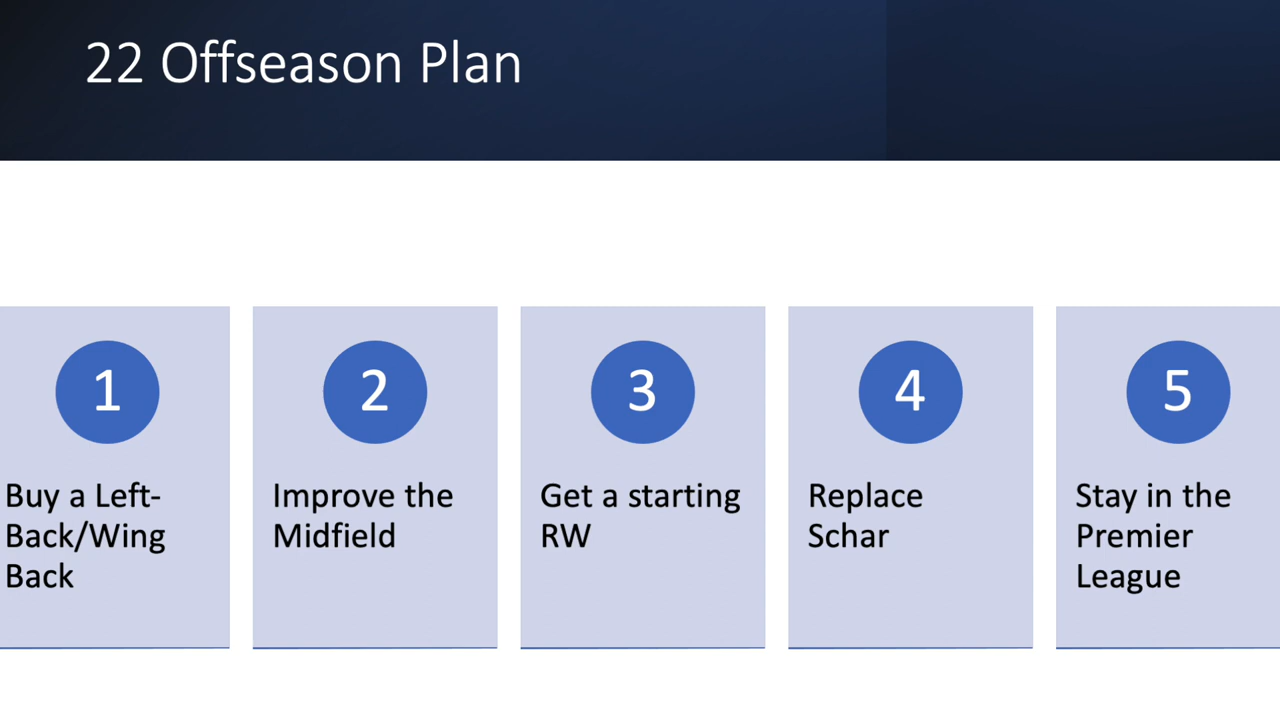 22 Offseason Plan
1
Buy a Left-
Back/Wing
Back
2
Improve the
Midfield
3
Get a starting
RW
4
Replace
Schar
5
Stay in the
Premier
League